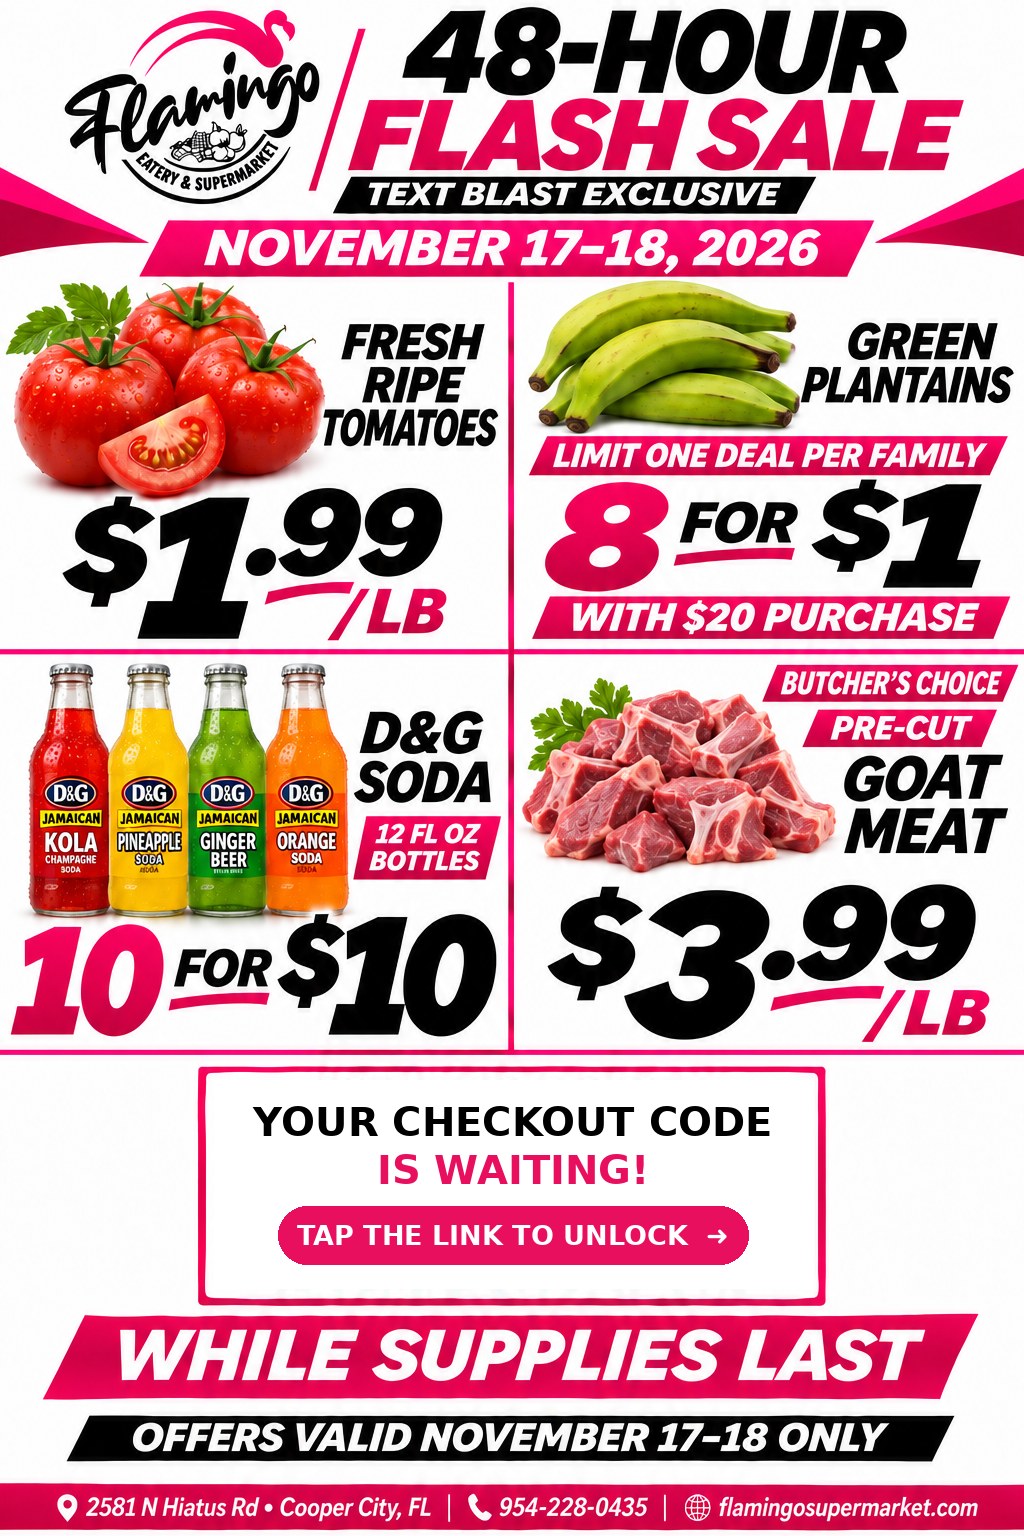 Flamingo
EATERY & SUPERMARKET
48-HOUR
FLASH SALE
TEXT BLAST EXCLUSIVE
NOVEMBER 17–18, 2026
FRESH
RIPE
TOMATOES
$1.99
/LB
GREEN
PLANTAINS
LIMIT ONE DEAL PER FAMILY
8 FOR $1
WITH $20 PURCHASE
D&G
JAMAICAN
KOLA
CHAMPAGNE
SODA
D&G
JAMAICAN
PINEAPPLE
SODA
D&G
JAMAICAN
GINGER
BEER
D&G
JAMAICAN
ORANGE
SODA
D&G
SODA
12 FL OZ
BOTTLES
10 FOR $10
BUTCHER'S CHOICE
PRE-CUT
GOAT
MEAT
$3.99
/LB
YOUR CHECKOUT CODE
IS WAITING!
TAP THE LINK TO UNLOCK →
WHILE SUPPLIES LAST
OFFERS VALID NOVEMBER 17–18 ONLY
2581 N Hiatus Rd • Cooper City, FL | 954-228-0435 | flamingosupermarket.com